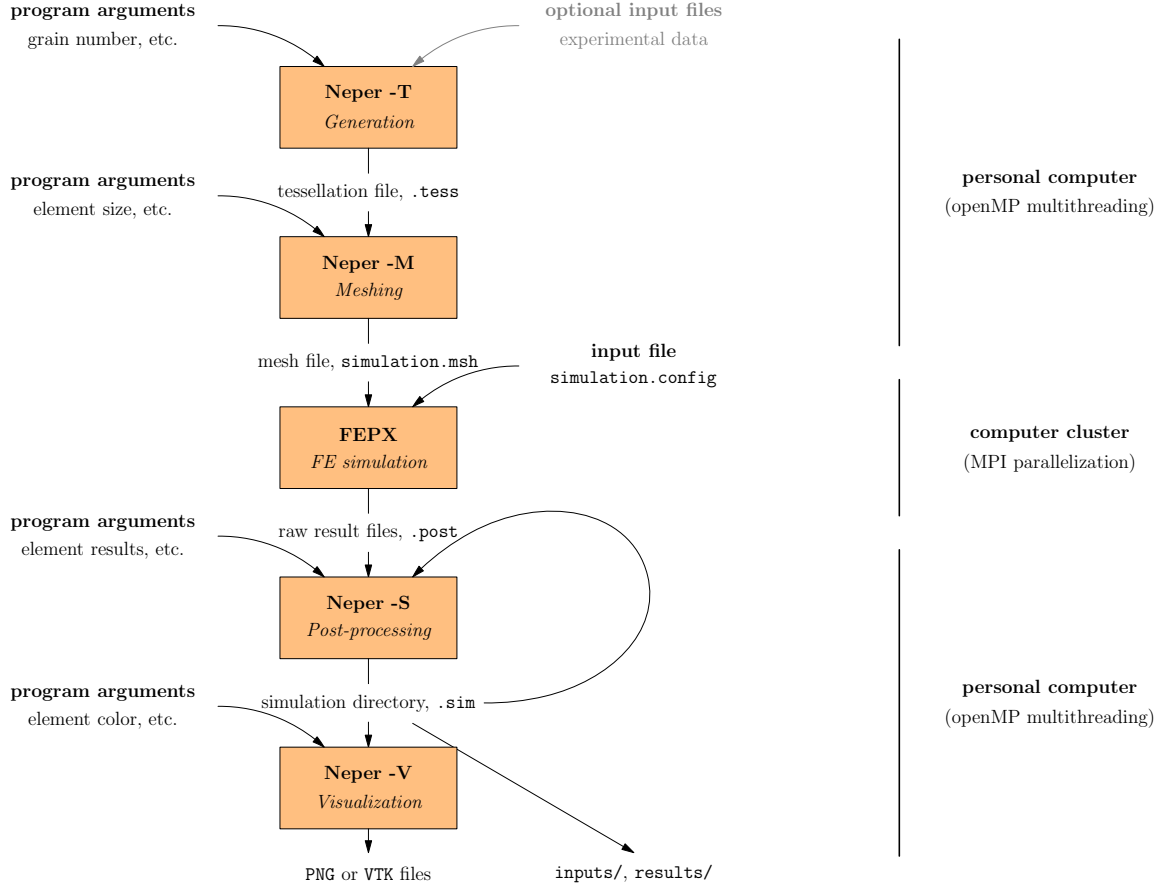 program arguments
grain number, etc.
optional input files
experimental data
Neper -T
Generation
program arguments
element size, etc.
tessellation file, .tess
personal computer
(openMP multithreading)
Neper -M
Meshing
mesh file, simulation.msh
input file
simulation.config
FEPX
FE simulation
computer cluster
(MPI parallelization)
program arguments
element results, etc.
raw result files, .post
Neper -S
Post-processing
program arguments
element color, etc.
simulation directory, .sim
personal computer
(openMP multithreading)
Neper -V
Visualization
PNG or VTK files
inputs/, results/